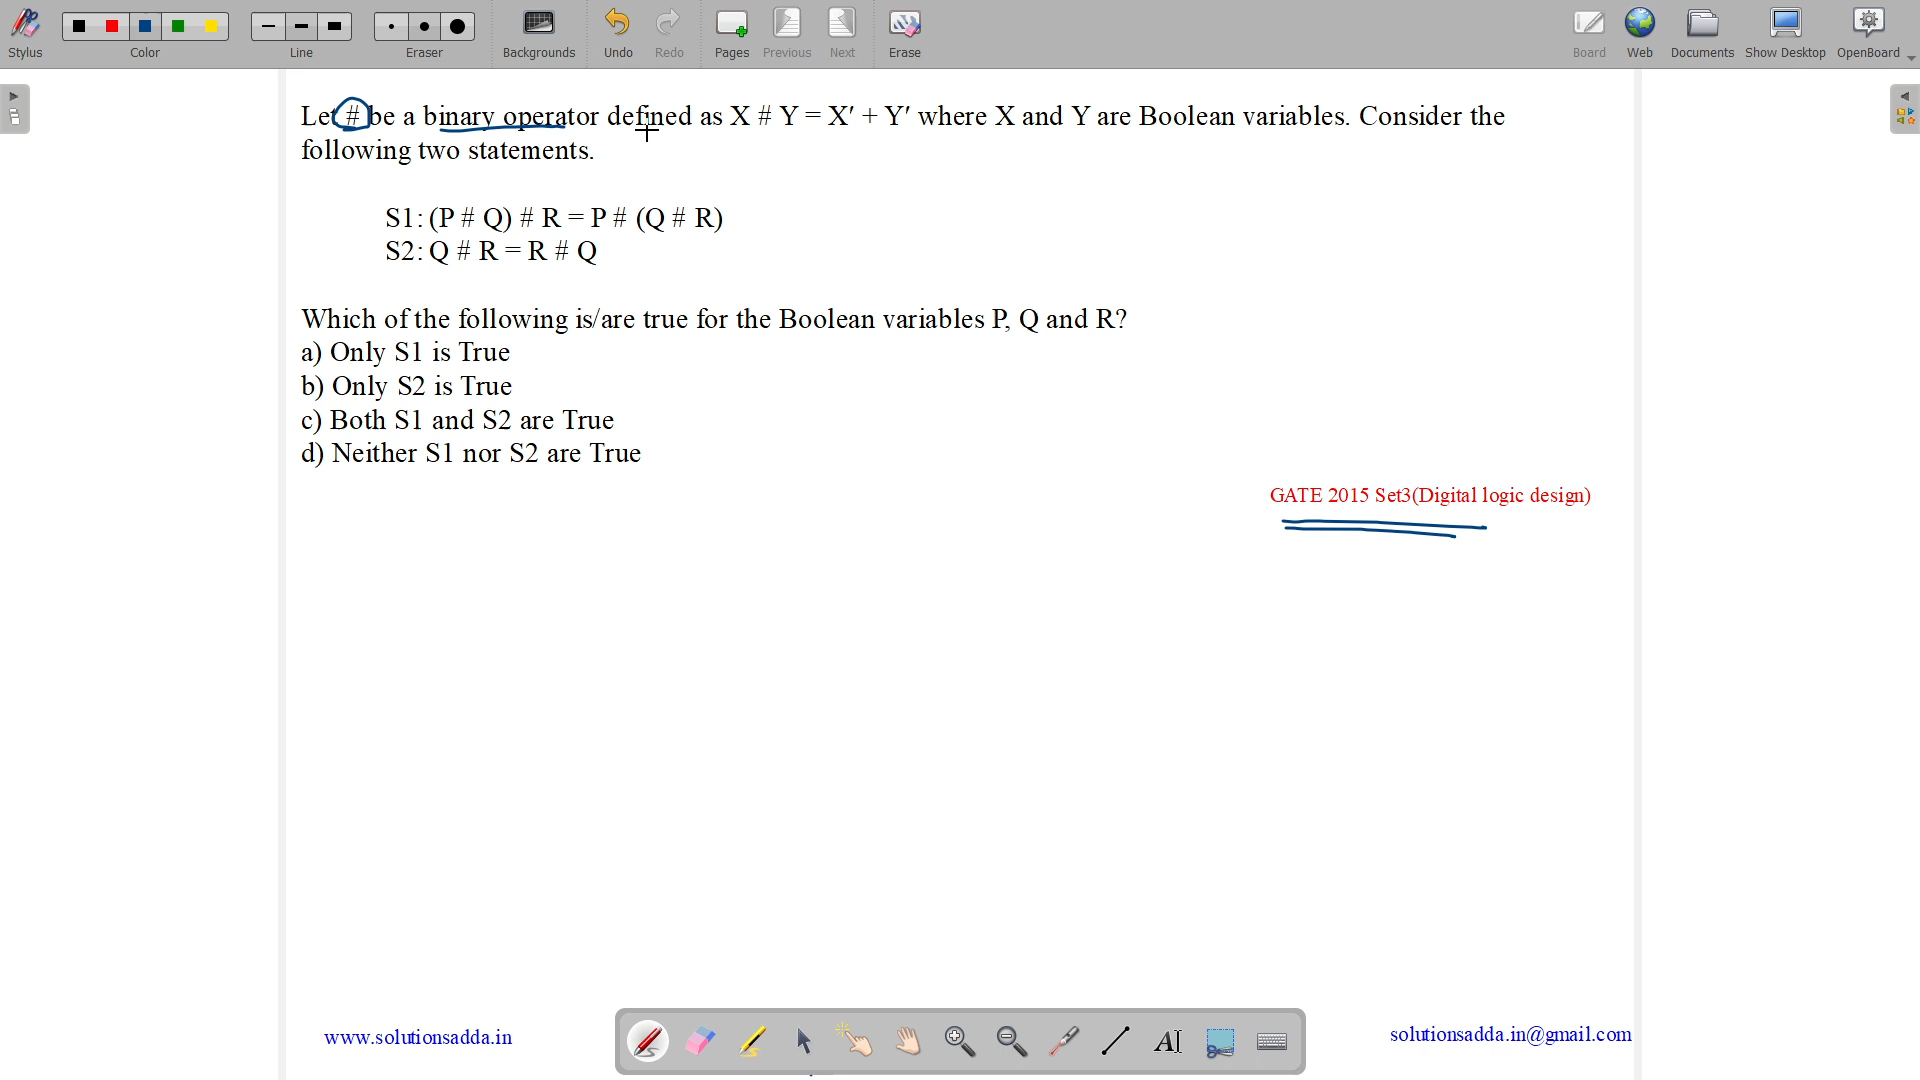 Stylus Color Line Eraser Backgrounds Undo Redo Pages Previous Next Erase Board Web Documents Show Desktop OpenBoard
Let # be a binary operator defined as X # Y = X′ + Y′ where X and Y are Boolean variables. Consider the
following two statements.
S1: (P # Q) # R = P # (Q # R)
S2: Q # R = R # Q
Which of the following is/are true for the Boolean variables P, Q and R?
a) Only S1 is True
b) Only S2 is True
c) Both S1 and S2 are True
d) Neither S1 nor S2 are True
GATE 2015 Set3(Digital logic design)
www.solutionsadda.in
solutionsadda.in@gmail.com